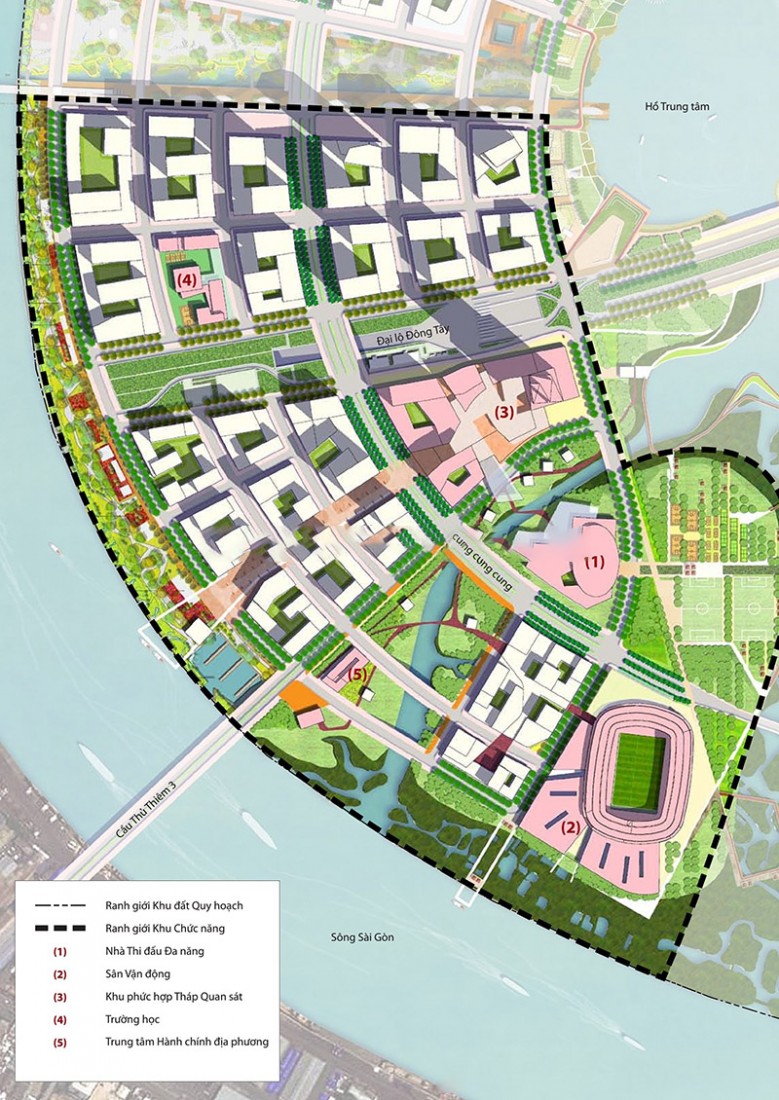 Hồ Trung tâm
(4)
Đại lộ Đông Tây
(3)
cung cung cung
(1)
(5)
Cầu Thủ Thiêm 3
(2)
Sông Sài Gòn
Ranh giới Khu đất Quy hoạch
Ranh giới Khu Chức năng
(1) Nhà Thi đấu Đa năng
(2) Sân Vận động
(3) Khu phức hợp Tháp Quan sát
(4) Trường học
(5) Trung tâm Hành chính địa phương